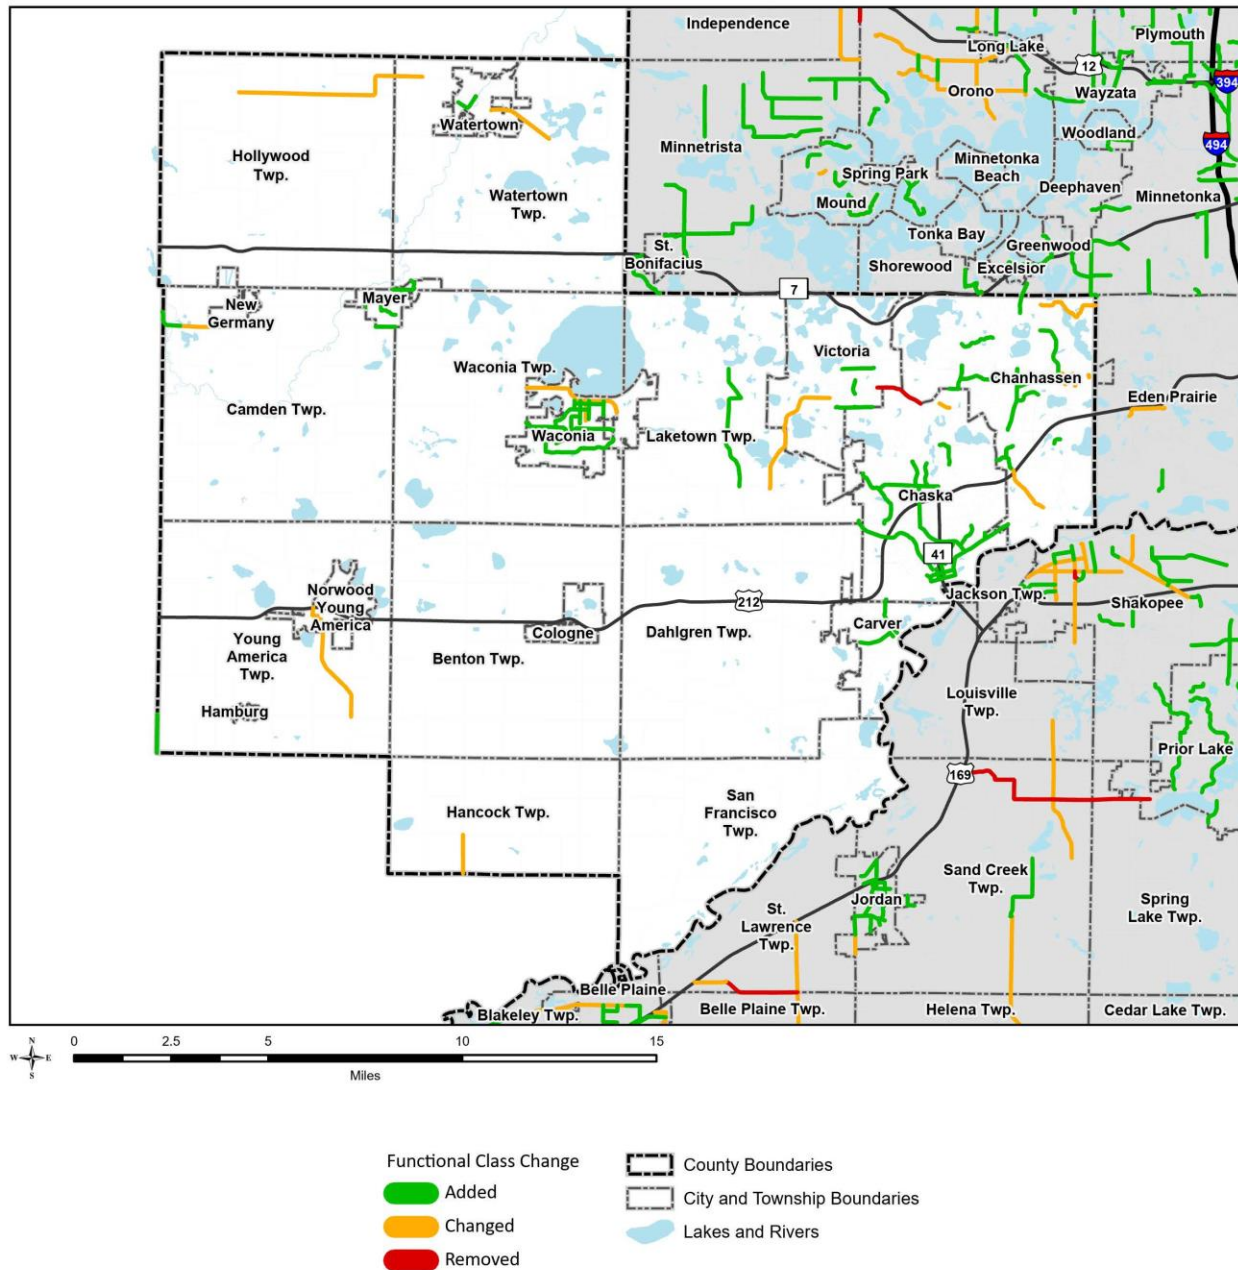 Independence
Long Lake
Plymouth
12
394
Orono
Wayzata
Watertown
Woodland
494
Minnetrista
Hollywood
Twp.
Minnetonka
Beach
Spring Park
Deephaven
Watertown
Twp.
Mound
Minnetonka
Tonka Bay
Greenwood
St.
Bonifacius
Shorewood
Excelsior
7
Mayer
New
Germany
Victoria
Waconia Twp.
Chanhassen
Eden Prairie
Camden Twp.
Waconia
Laketown Twp.
Chaska
41
Norwood
Young
America
212
Jackson Twp.
Shakopee
Carver
Cologne
Dahlgren Twp.
Young
America
Twp.
Benton Twp.
Louisville
Twp.
Hamburg
Prior Lake
169
San
Francisco
Twp.
Hancock Twp.
Sand Creek
Twp.
Jordan
Spring
Lake Twp.
St.
Lawrence
Twp.
Belle Plaine
Blakeley Twp.
Belle Plaine Twp.
Helena Twp.
Cedar Lake Twp.
N
W E
S
0 2.5 5 10 15
Miles
Functional Class Change
Added
Changed
Removed
County Boundaries
City and Township Boundaries
Lakes and Rivers